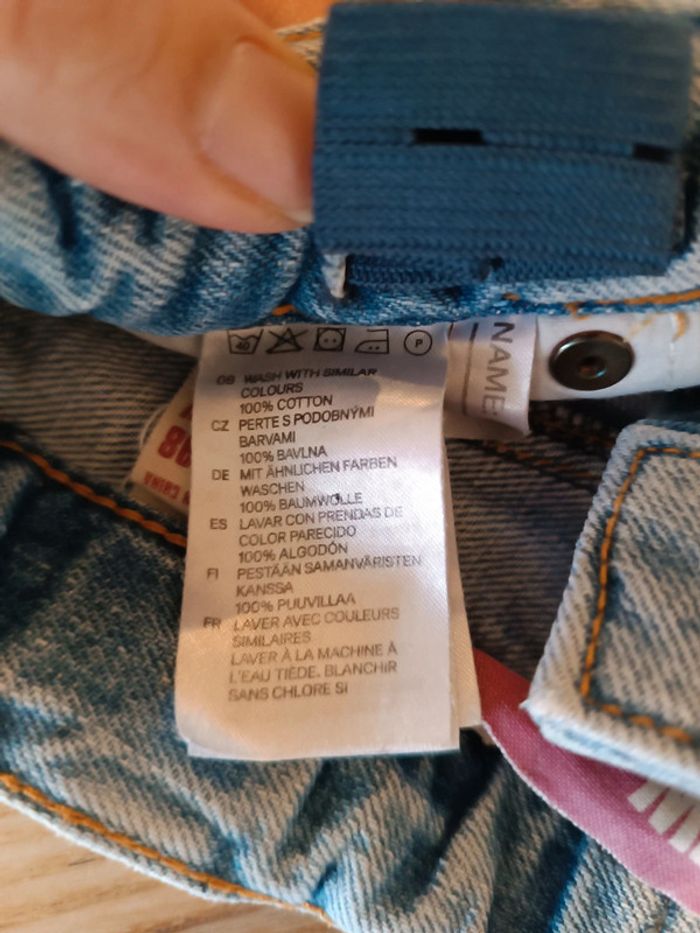 40
P
GB WASH WITH SIMILAR
COLOURS
100% COTTON
CZ PERTE S PODOBNÝMI
BARVAMI
100% BAVLNA
DE MIT ÄHNLICHEN FARBEN
WASCHEN
100% BAUMWOLLE
ES LAVAR CON PRENDAS DE
COLOR PARECIDO
100% ALGODÓN
FI PESTÄÄN SAMANVÄRISTEN
KANSSA
100% PUUVILLAA
FR LAVER AVEC COULEURS
SIMILAIRES
LAVER À LA MACHINE À
L'EAU TIÈDE. BLANCHIR
SANS CHLORE SI
NAME: